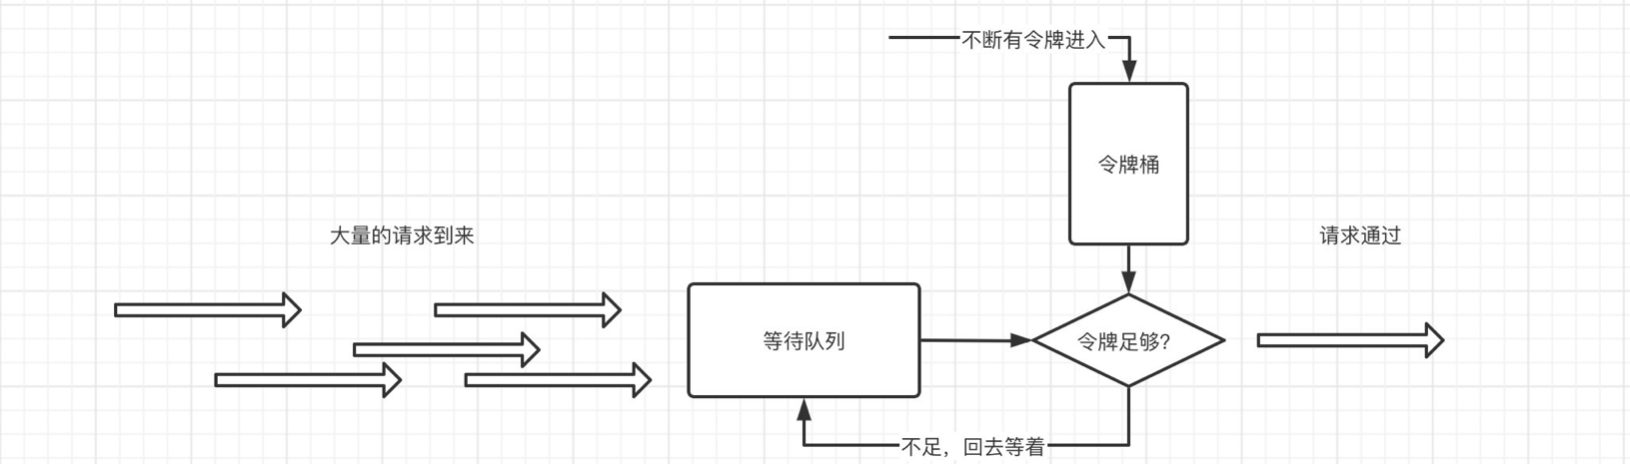 不断有令牌进入
令牌桶
大量的请求到来
请求通过
等待队列
令牌足够?
不足，回去等着